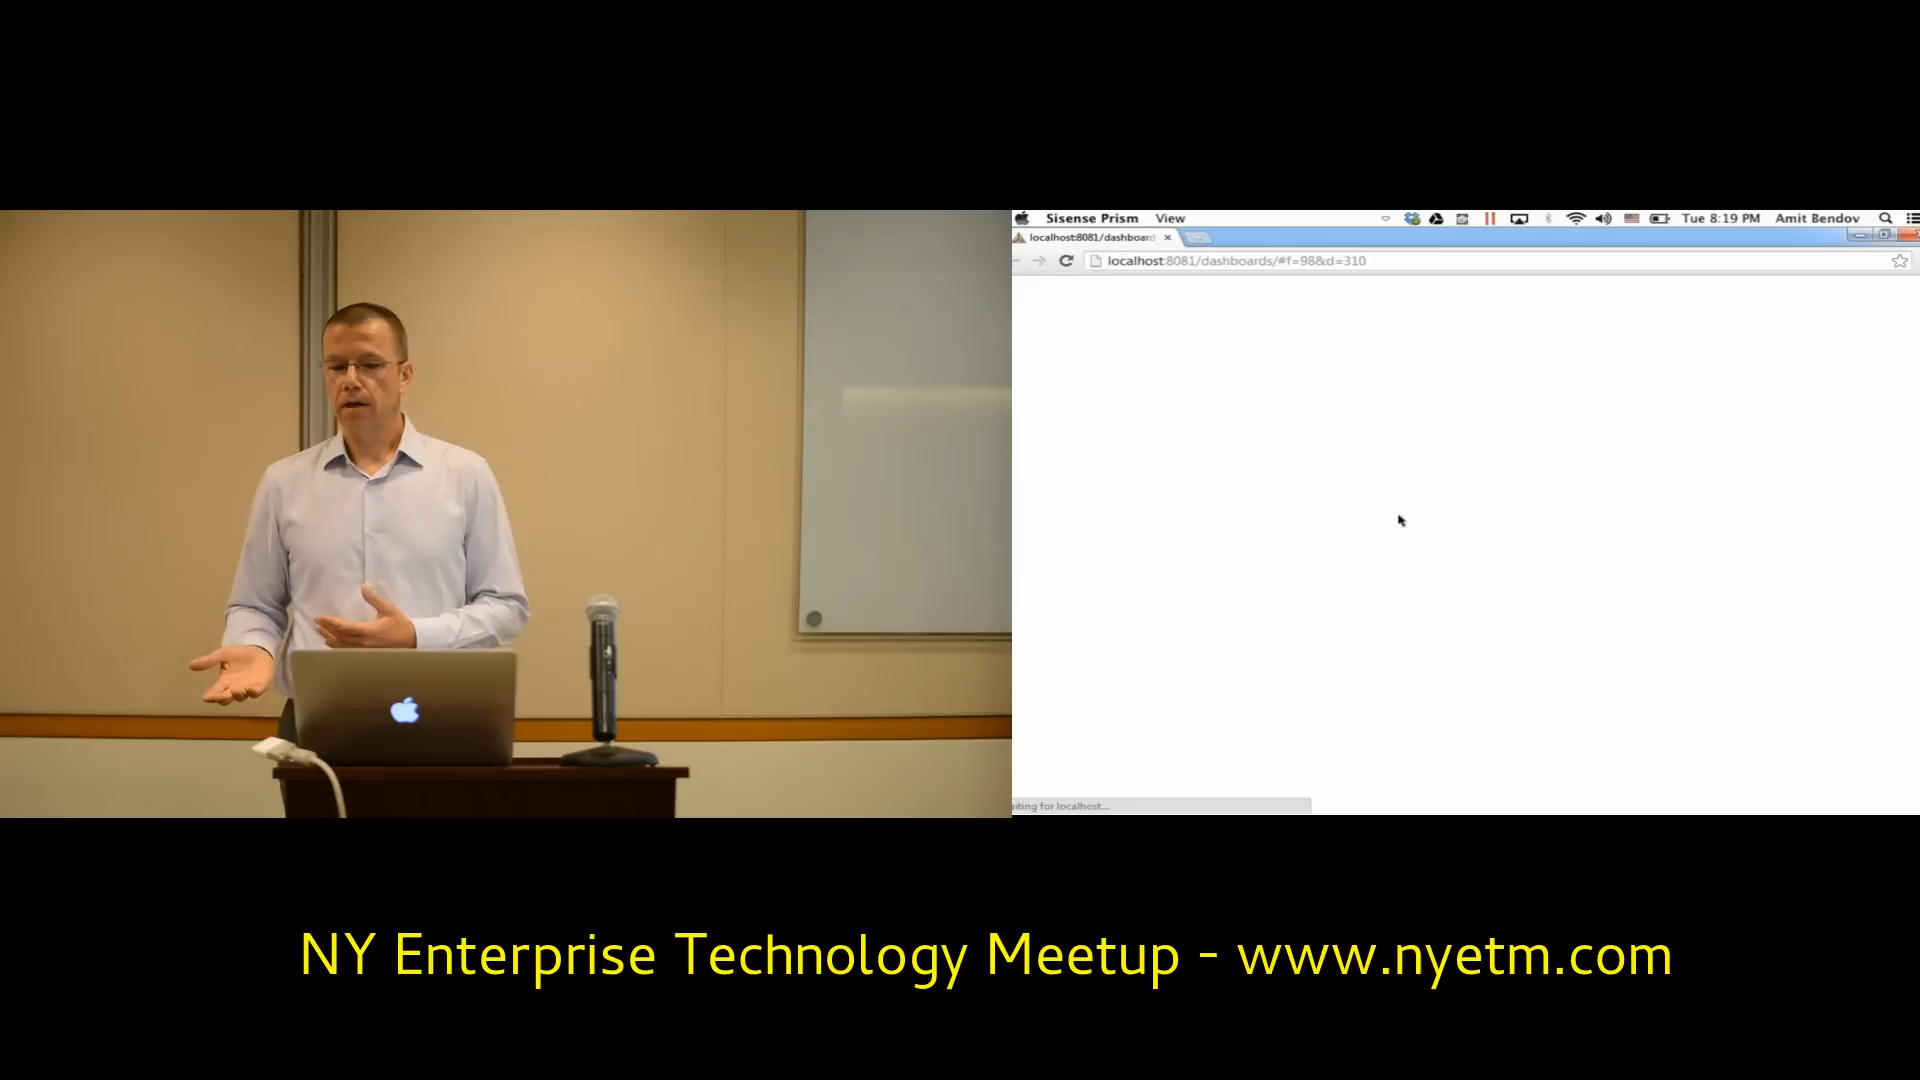 Sisense Prism View Tue 8:19 PM Amit Bendov
localhost:8081/dashboard
localhost:8081/dashboards/#f=98&d=310
for localhost...
NY Enterprise Technology Meetup - www.nyetm.com